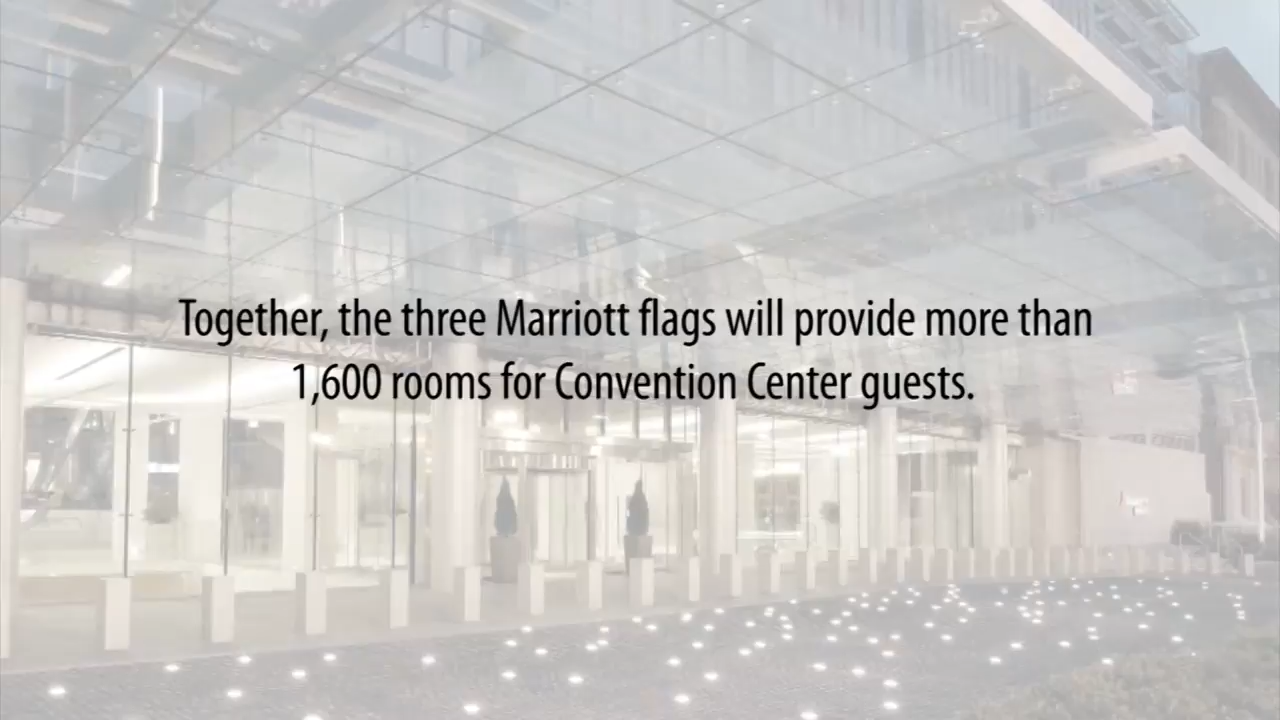 Together, the three Marriott flags will provide more than
1,600 rooms for Convention Center guests.